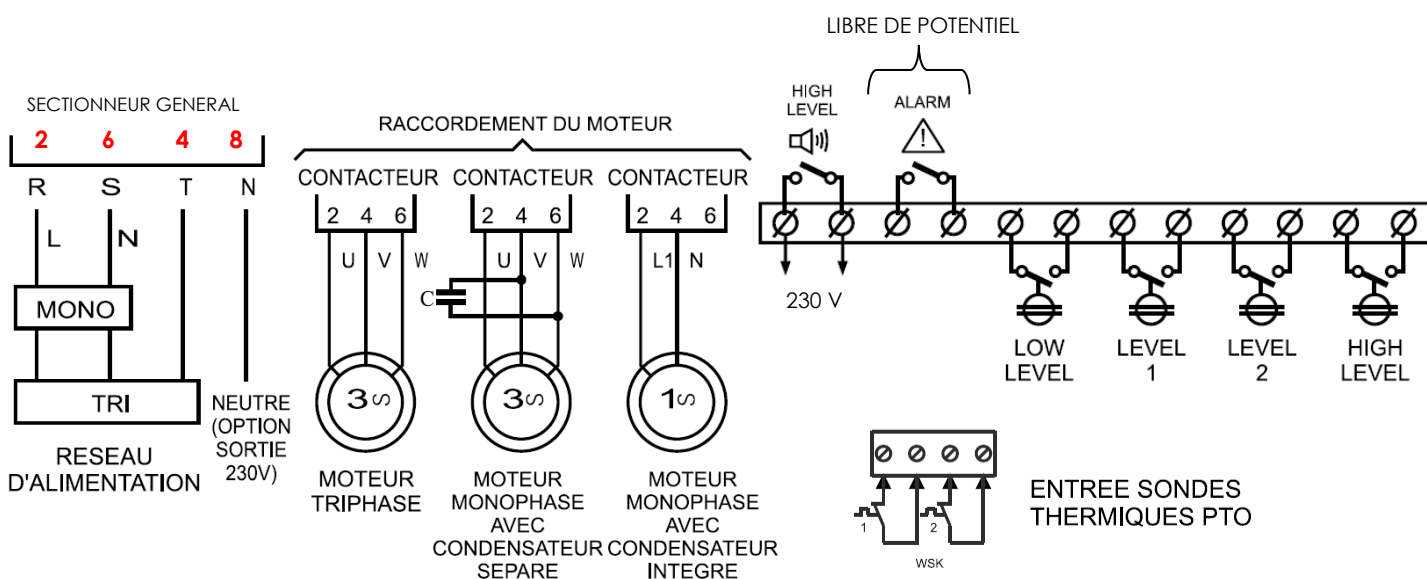 LIBRE DE POTENTIEL
SECTIONNEUR GENERAL
2 6 4 8
R S T N
L N
MONO
TRI
RESEAU
D'ALIMENTATION
NEUTRE
(OPTION
SORTIE
230V)
RACCORDEMENT DU MOTEUR
CONTACTEUR
2 4 6
U V W
3
MOTEUR
TRIPHASE
CONTACTEUR
2 4 6
U V W
C
3
MOTEUR
MONOPHASE
AVEC
CONDENSATEUR
SEPARE
CONTACTEUR
2 4 6
L1 N
1
MOTEUR
MONOPHASE
AVEC
CONDENSATEUR
INTEGRE
HIGH
LEVEL
ALARM
!
230 V
LOW
LEVEL
LEVEL
1
LEVEL
2
HIGH
LEVEL
1 2
WSK
ENTREE SONDES
THERMIQUES PTO